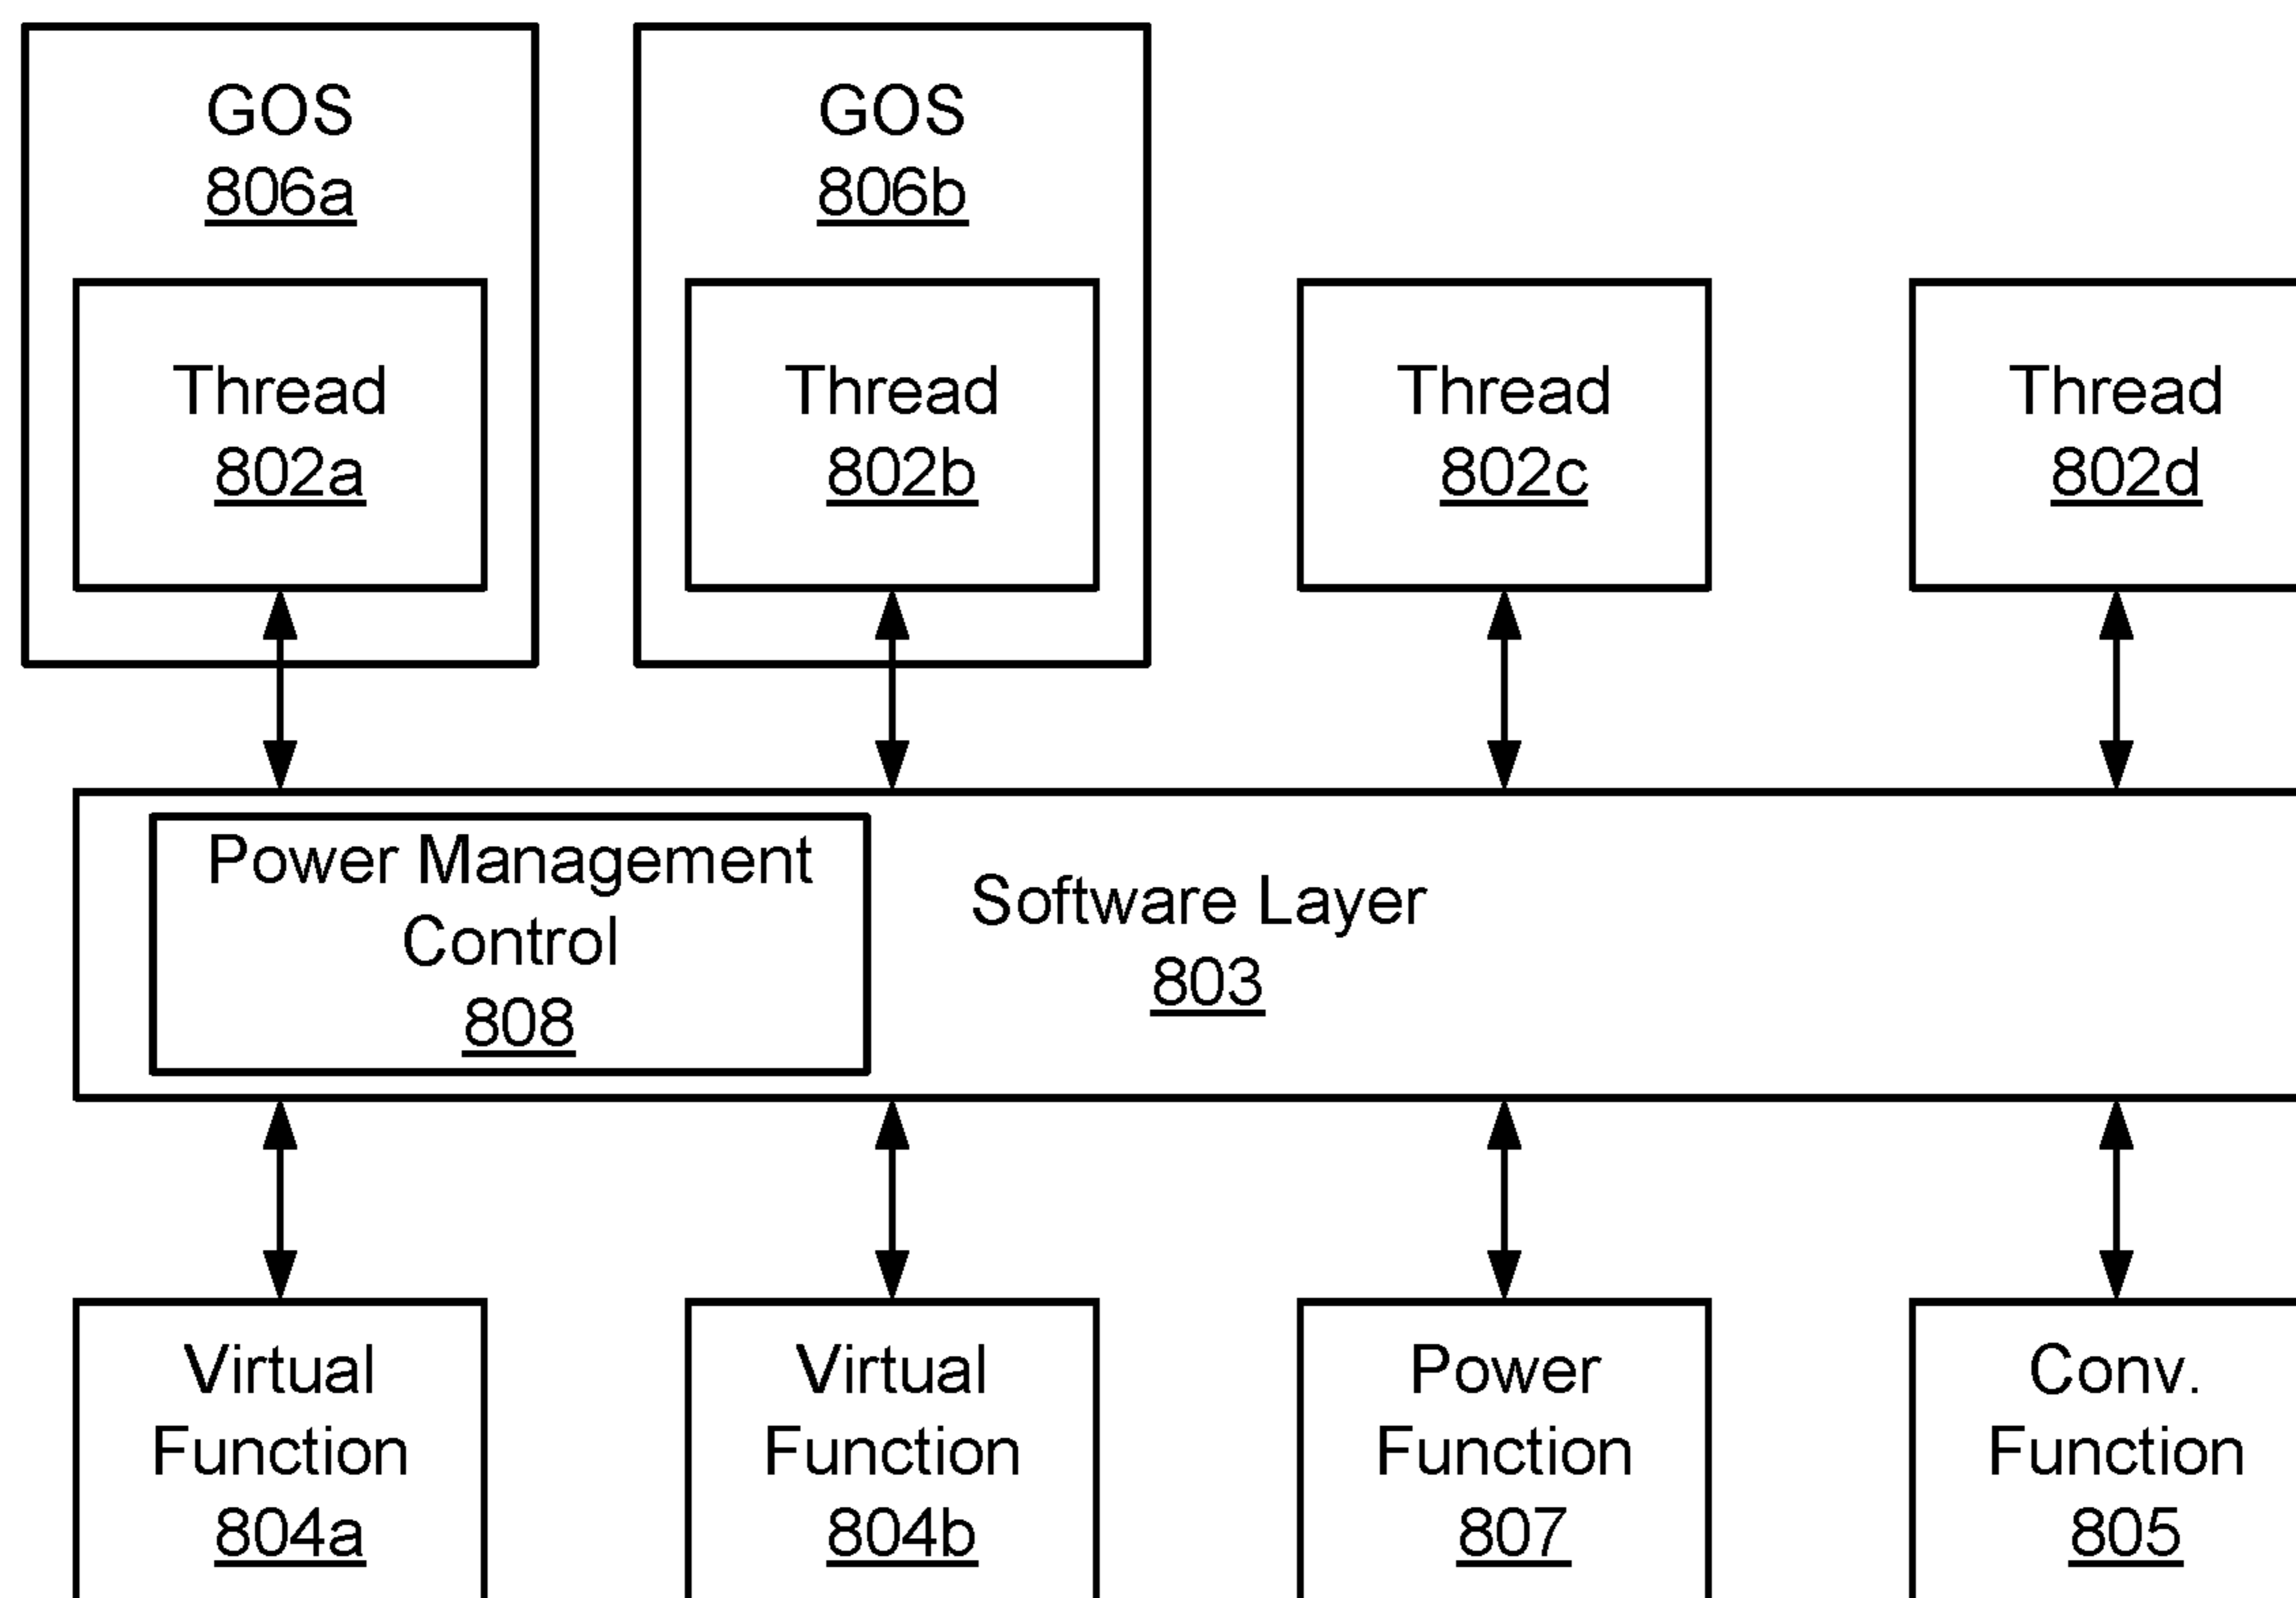 GOS
806a
GOS
806b
Thread
802a
Thread
802b
Thread
802c
Thread
802d
Power Management
Control
808
Software Layer
803
Virtual
Function
804a
Virtual
Function
804b
Power
Function
807
Conv.
Function
805